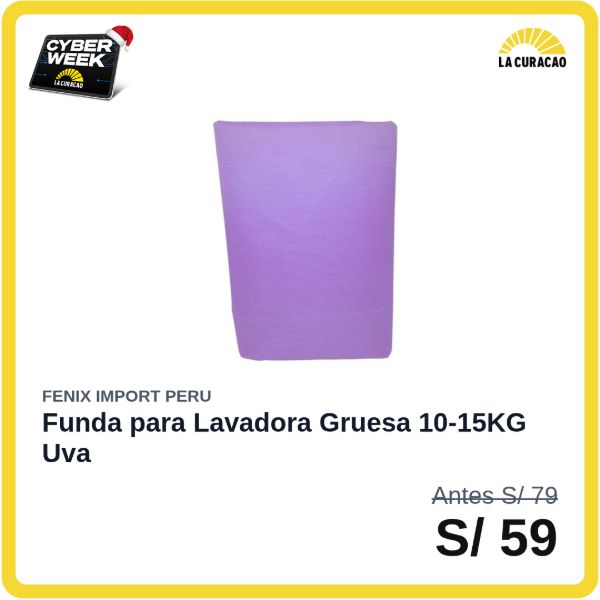 CYBER
WEEK
LA CURACAO
LA CURACAO
FENIX IMPORT PERU
Funda para Lavadora Gruesa 10-15KG
Uva
Antes S/ 79
S/ 59